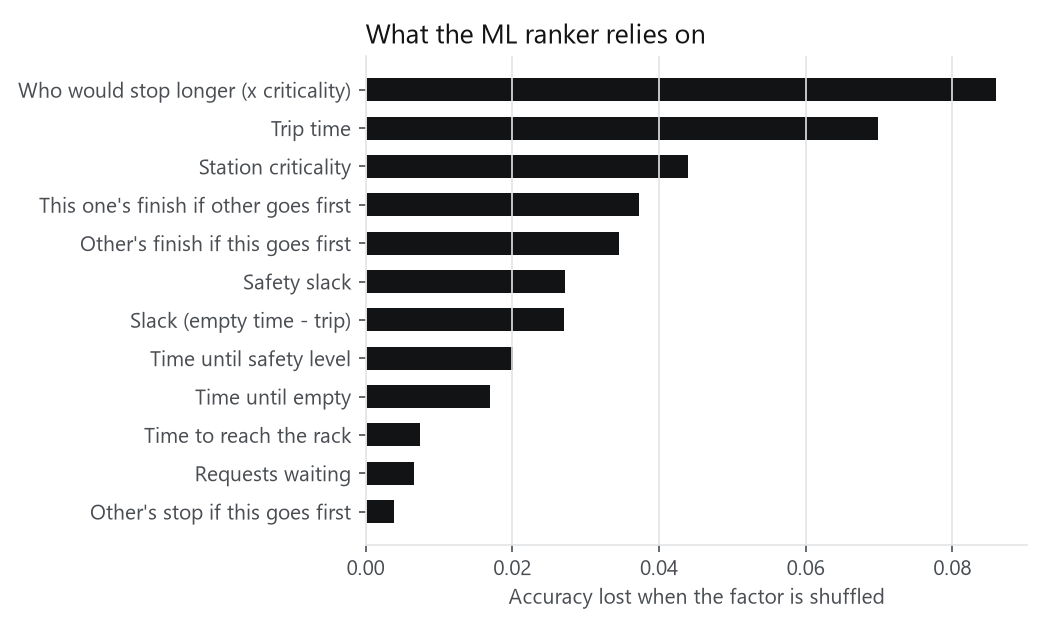 What the ML ranker relies on
Who would stop longer (x criticality)
Trip time
Station criticality
This one's finish if other goes first
Other's finish if this goes first
Safety slack
Slack (empty time - trip)
Time until safety level
Time until empty
Time to reach the rack
Requests waiting
Other's stop if this goes first
0.00 0.02 0.04 0.06 0.08
Accuracy lost when the factor is shuffled